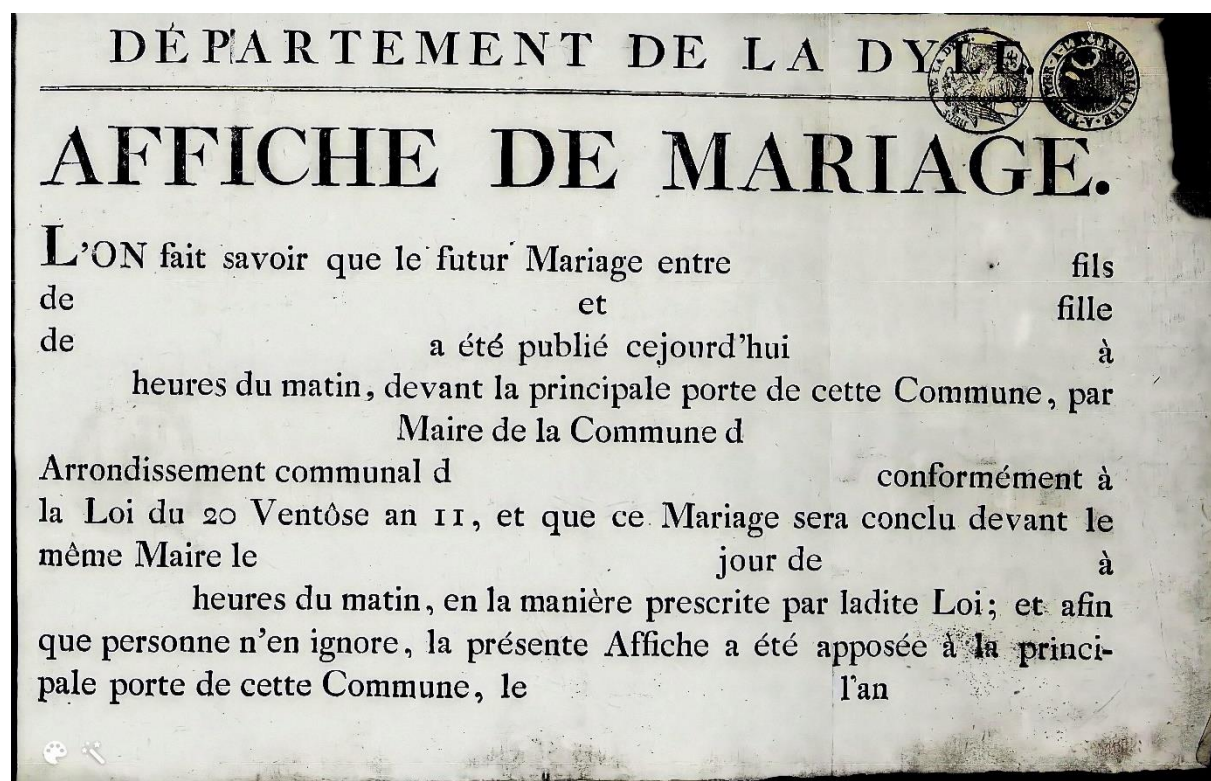 DÉPARTEMENT DE LA DYLE.
AFFICHE DE MARIAGE.
L'ON fait savoir que le futur Mariage entre fils
de et fille
de a été publié cejourd'hui à
heures du matin, devant la principale porte de cette Commune, par
Maire de la Commune d
Arrondissement communal d conformément à
la Loi du 20 Ventôse an 11, et que ce Mariage sera conclu devant le
même Maire le jour de à
heures du matin, en la manière prescrite par ladite Loi; et afin
que personne n'en ignore, la présente Affiche a été apposée à la princi-
pale porte de cette Commune, le l'an